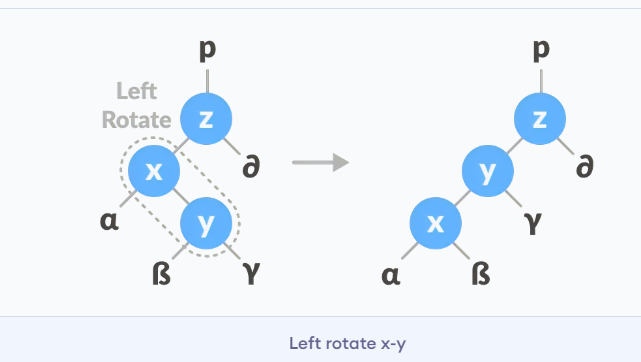 p
p
Left
Rotate
z
z
x
∂
y
∂
α
y
x
γ
ß
γ
α
ß
Left rotate x-y